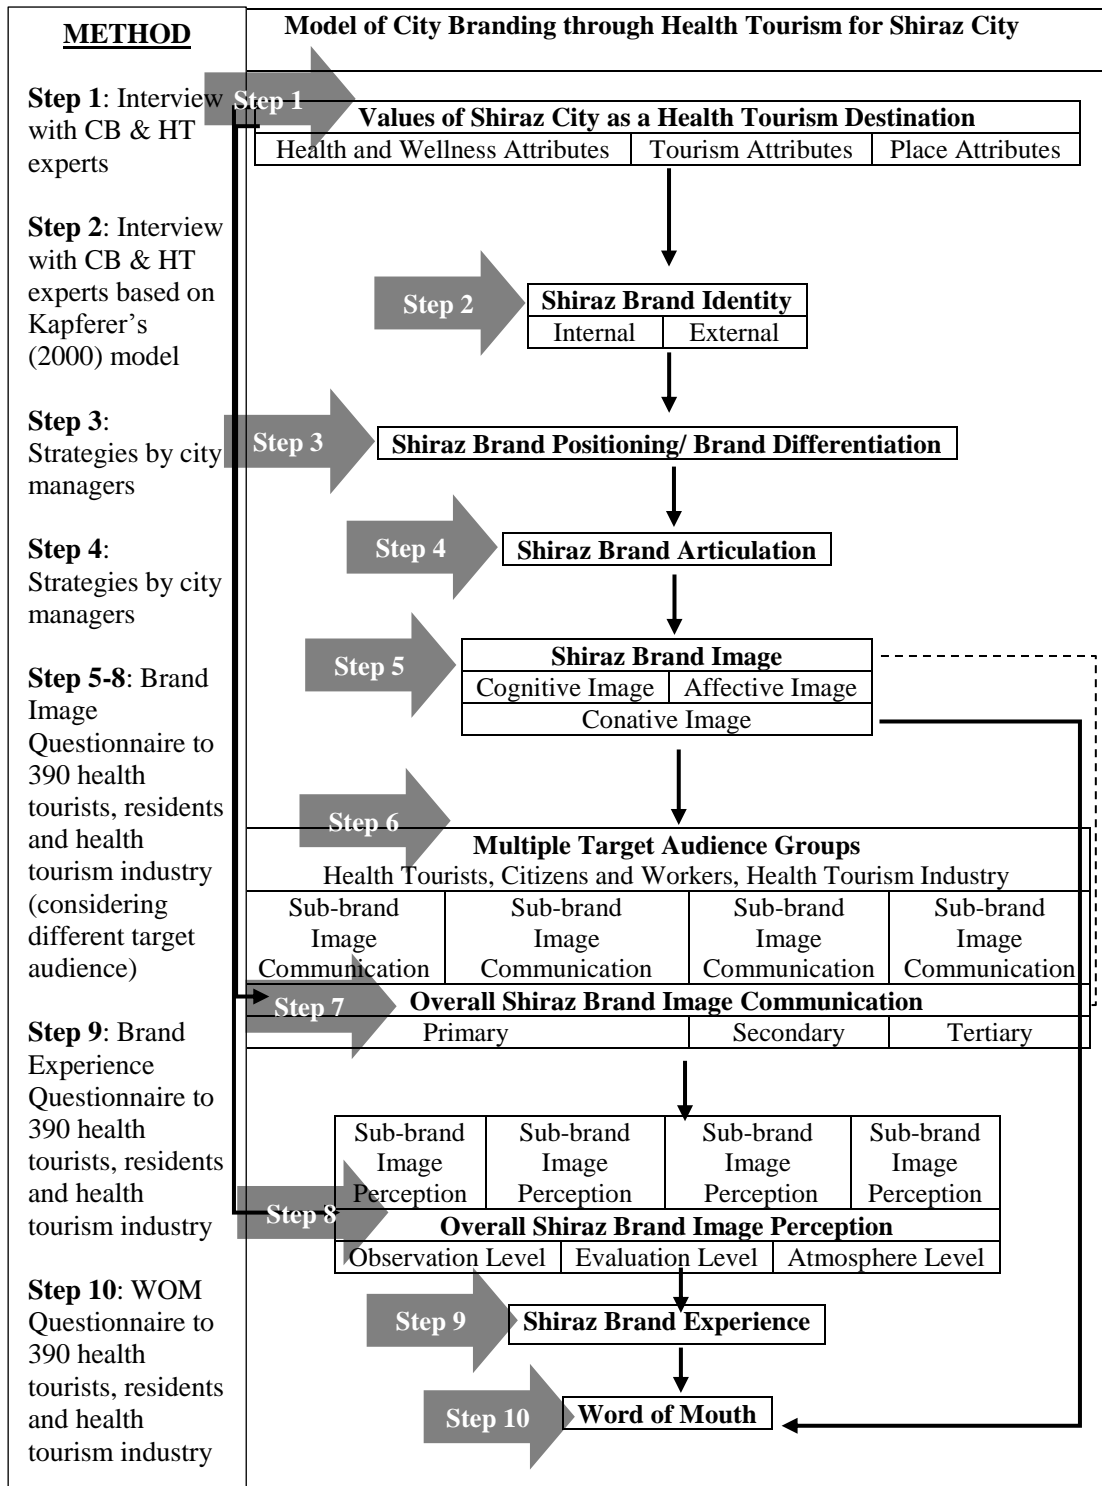 METHOD
Step 1: Interview
with CB & HT
experts
Step 2: Interview
with CB & HT
experts based on
Kapferer’s
(2000) model
Step 3:
Strategies by city
managers
Step 4:
Strategies by city
managers
Step 5-8: Brand
Image
Questionnaire to
390 health
tourists, residents
and health
tourism industry
(considering
different target
audience)
Step 9: Brand
Experience
Questionnaire to
390 health
tourists, residents
and health
tourism industry
Step 10: WOM
Questionnaire to
390 health
tourists, residents
and health
tourism industry
Model of City Branding through Health Tourism for Shiraz City
Step 1
Values of Shiraz City as a Health Tourism Destination
Health and Wellness Attributes Tourism Attributes Place Attributes
Step 2
Shiraz Brand Identity
Internal External
Step 3
Shiraz Brand Positioning/ Brand Differentiation
Step 4
Shiraz Brand Articulation
Step 5
Shiraz Brand Image
Cognitive Image Affective Image
Conative Image
Step 6
Multiple Target Audience Groups
Health Tourists, Citizens and Workers, Health Tourism Industry
Sub-brand Sub-brand Sub-brand Sub-brand
Image Image Image Image
Communication Communication Communication Communication
Step 7
Overall Shiraz Brand Image Communication
Primary Secondary Tertiary
Sub-brand Sub-brand Sub-brand Sub-brand
Image Image Image Image
Perception Perception Perception Perception
Step 8
Overall Shiraz Brand Image Perception
Observation Level Evaluation Level Atmosphere Level
Step 9
Shiraz Brand Experience
Step 10
Word of Mouth